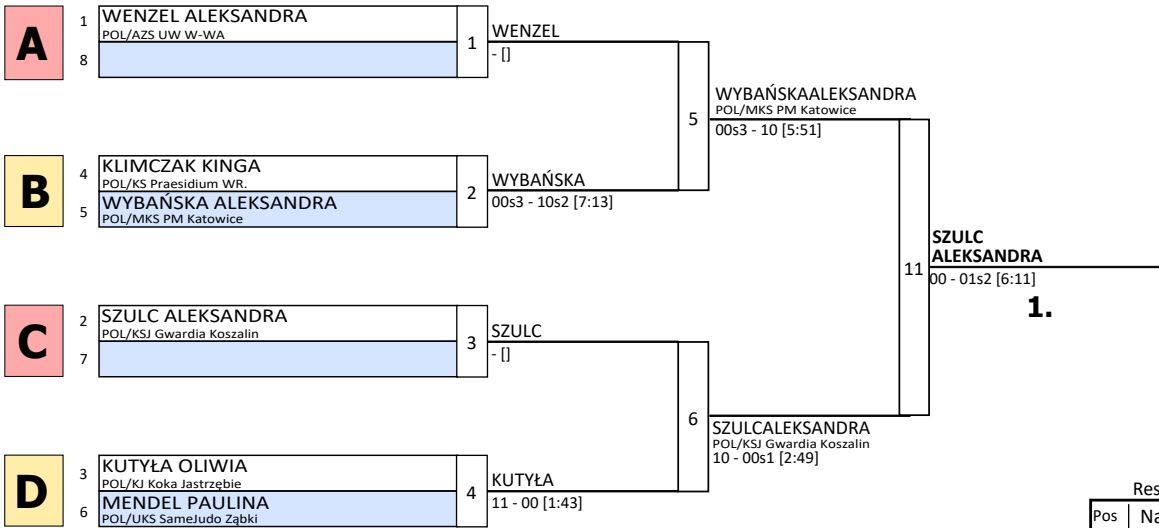 A
1 WENZEL ALEKSANDRA
POL/AZS UW W-WA
8
1
WENZEL
- []
B
4 KLIMCZAK KINGA
POL/KS Praesidium WR.
5 WYBAŃSKA ALEKSANDRA
POL/MKS PM Katowice
2
WYBAŃSKA
00s3 - 10s2 [7:13]
5
WYBAŃSKAALEKSANDRA
POL/MKS PM Katowice
00s3 - 10 [5:51]
C
2 SZULC ALEKSANDRA
POL/KSJ Gwardia Koszalin
7
3
SZULC
- []
D
3 KUTYŁA OLIWIA
POL/KJ Koka Jastrzębie
6 MENDEL PAULINA
POL/UKS SameJudo Ząbki
4
KUTYŁA
11 - 00 [1:43]
6
SZULCALEKSANDRA
POL/KSJ Gwardia Koszalin
10 - 00s1 [2:49]
11
SZULC
ALEKSANDRA
00 - 01s2 [6:11]
1.
Res
Pos Na